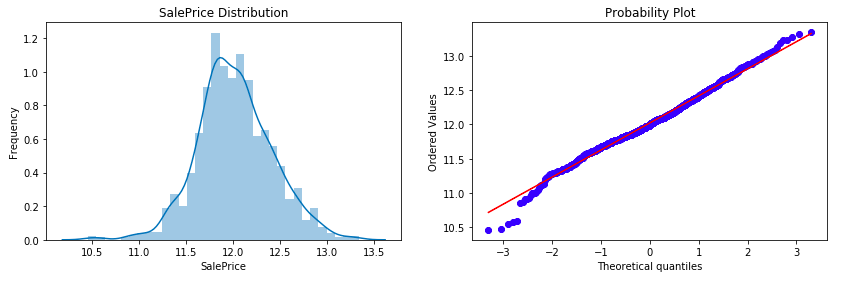 SalePrice Distribution
Frequency
1.2
1.0
0.8
0.6
0.4
0.2
0.0
10.5 11.0 11.5 12.0 12.5 13.0 13.5
SalePrice
Probability Plot
Ordered Values
13.0
12.5
12.0
11.5
11.0
10.5
−3 −2 −1 0 1 2 3
Theoretical quantiles